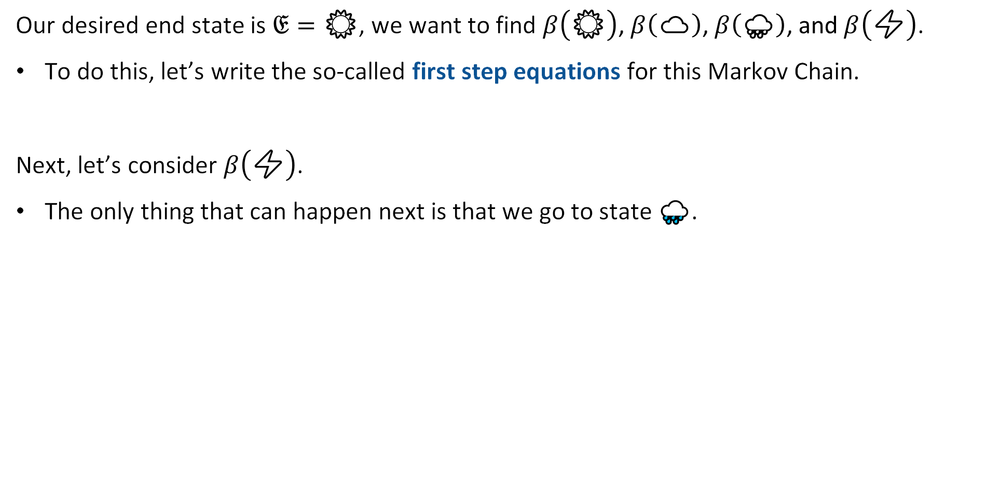 Our desired end state is 𝕰 = ☼, we want to find β(☼), β(☁), β(🌧), and β(⚡).
• To do this, let’s write the so-called first step equations for this Markov Chain.
Next, let’s consider β(⚡).
• The only thing that can happen next is that we go to state 🌧.